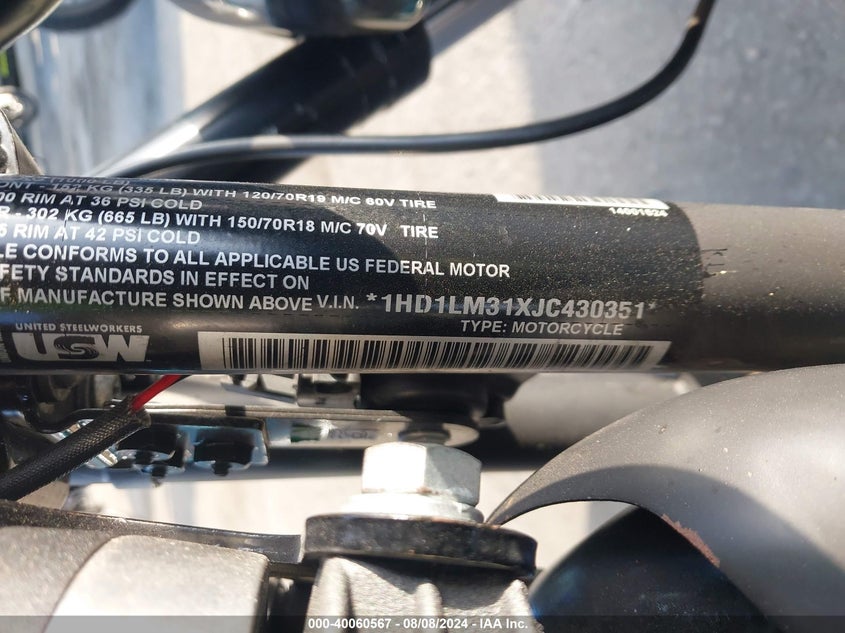 ONT - 152 KG (335 LB) WITH 120/70R19 M/C 60V TIRE
00 RIM AT 36 PSI COLD
R - 302 KG (665 LB) WITH 150/70R18 M/C 70V TIRE
5 RIM AT 42 PSI COLD
LE CONFORMS TO ALL APPLICABLE US FEDERAL MOTOR
FETY STANDARDS IN EFFECT ON
F MANUFACTURE SHOWN ABOVE V.I.N. *1HD1LM31XJC430351*
TYPE: MOTORCYCLE
14001624
UNITED STEELWORKERS
USW
000-40060567 - 08/08/2024 - IAA Inc.